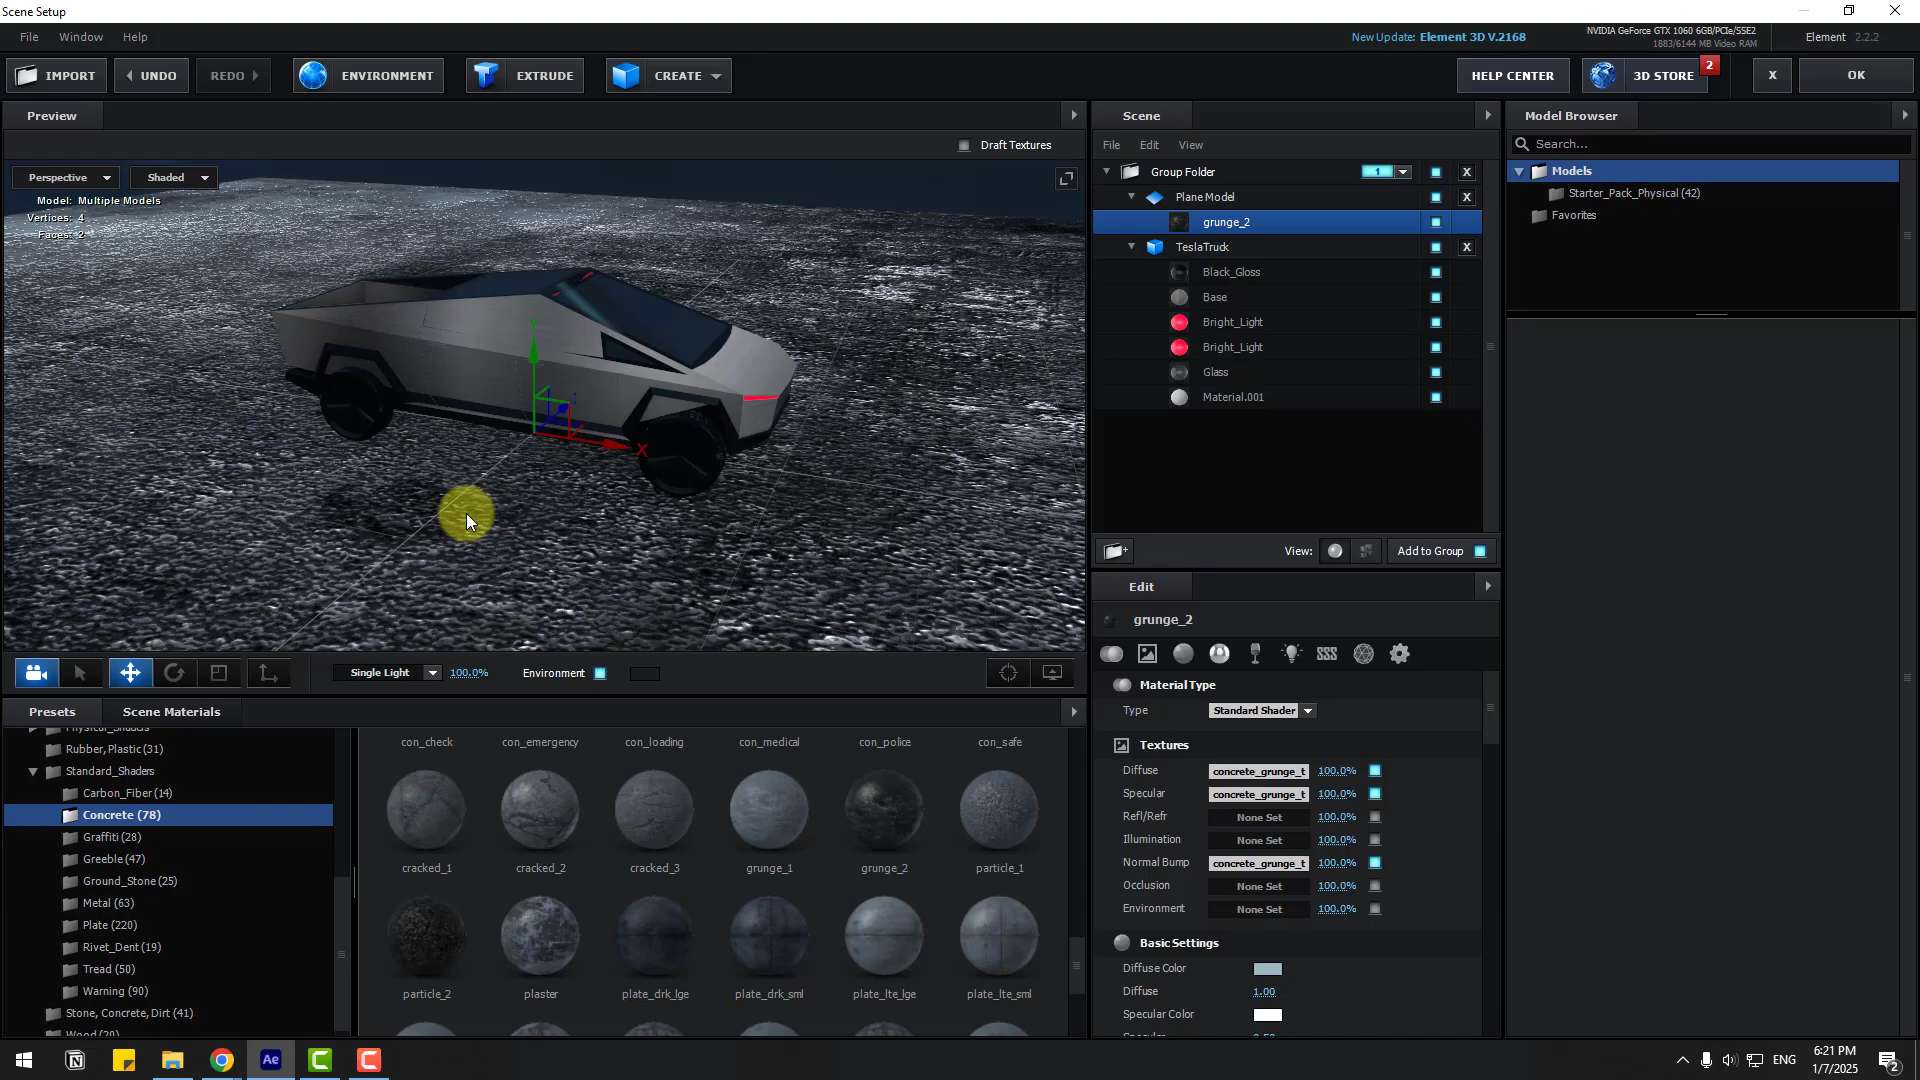 Scene Setup
File Window Help
New Update: Element 3D V.2168
NVIDIA GeForce GTX 1060 6GB/PCIe/SSE2
1883/6144 MB Video RAM
Element 2.2.2
IMPORT
UNDO
REDO
ENVIRONMENT
EXTRUDE
CREATE
HELP CENTER
3D STORE
2
X
OK
Preview
Draft Textures
Perspective
Shaded
Model: Multiple Models
Vertices: 4
Faces: 2
Y
X
Single Light
100.0%
Environment
Scene
File Edit View
Group Folder
1
X
Plane Model
X
grunge_2
TeslaTruck
X
Black_Gloss
Base
Bright_Light
Bright_Light
Glass
Material.001
View:
Add to Group
Model Browser
Search...
Models
Starter_Pack_Physical (42)
Favorites
Edit
grunge_2
Material Type
Type Standard Shader
Textures
Diffuse concrete_grunge_t 100.0%
Specular concrete_grunge_t 100.0%
Refl/Refr None Set 100.0%
Illumination None Set 100.0%
Normal Bump concrete_grunge_t 100.0%
Occlusion None Set 100.0%
Environment None Set 100.0%
Basic Settings
Diffuse Color
Diffuse 1.00
Specular Color
Presets
Scene Materials
Rubber, Plastic (31)
Standard_Shaders
Carbon_Fiber (14)
Concrete (78)
Graffiti (28)
Greeble (47)
Ground_Stone (25)
Metal (63)
Plate (220)
Rivet_Dent (19)
Tread (50)
Warning (90)
Stone, Concrete, Dirt (41)
con_check con_emergency con_loading con_medical con_police con_safe
cracked_1 cracked_2 cracked_3 grunge_1 grunge_2 particle_1
particle_2 plaster plate_drk_lge plate_drk_sml plate_lte_lge plate_lte_sml
Ae
C
C
ENG
6:21 PM
1/7/2025
2